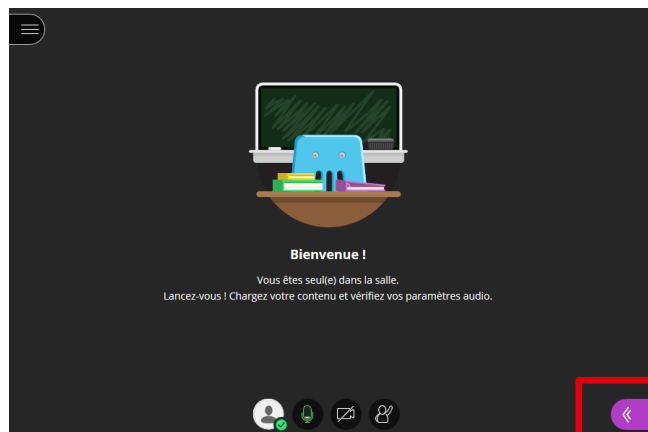 Bienvenue !
Vous êtes seul(e) dans la salle.
Lancez-vous ! Chargez votre contenu et vérifiez vos paramètres audio.